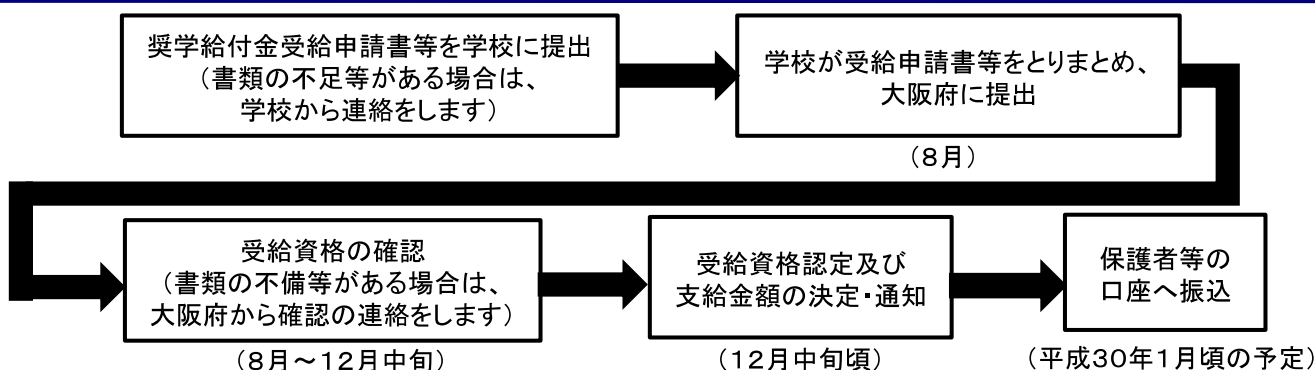 奨学給付金受給申請書等を学校に提出
（書類の不足等がある場合は、
学校から連絡をします）
学校が受給申請書等をとりまとめ、
大阪府に提出
（８月）
受給資格の確認
（書類の不備等がある場合は、
大阪府から確認の連絡をします）
（８月～１２月中旬）
受給資格認定及び
支給金額の決定・通知
（１２月中旬頃）
保護者等の
口座へ振込
（平成３０年１月頃の予定）